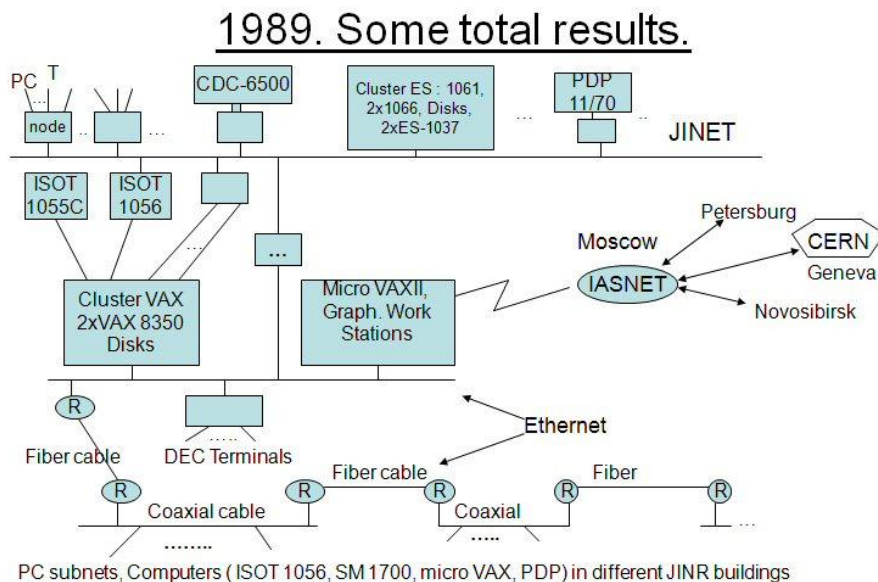 1989. Some total results.
PC T
...
node
.. ...
CDC-6500
Cluster ES : 1061,
2x1066, Disks,
2xES-1037
...
PDP
11/70
..
JINET
ISOT
1055C
ISOT
1056
...
...
Petersburg
Moscow
CERN
Geneva
IASNET
Novosibirsk
Cluster VAX
2xVAX 8350
Disks
Micro VAXII,
Graph. Work
Stations
R
.....
Ethernet
Fiber cable
DEC Terminals
Fiber cable
Fiber
R
R
R
R
R
Coaxial cable
Coaxial
........
.....
...
PC subnets, Computers ( ISOT 1056, SM 1700, micro VAX, PDP) in different JINR buildings